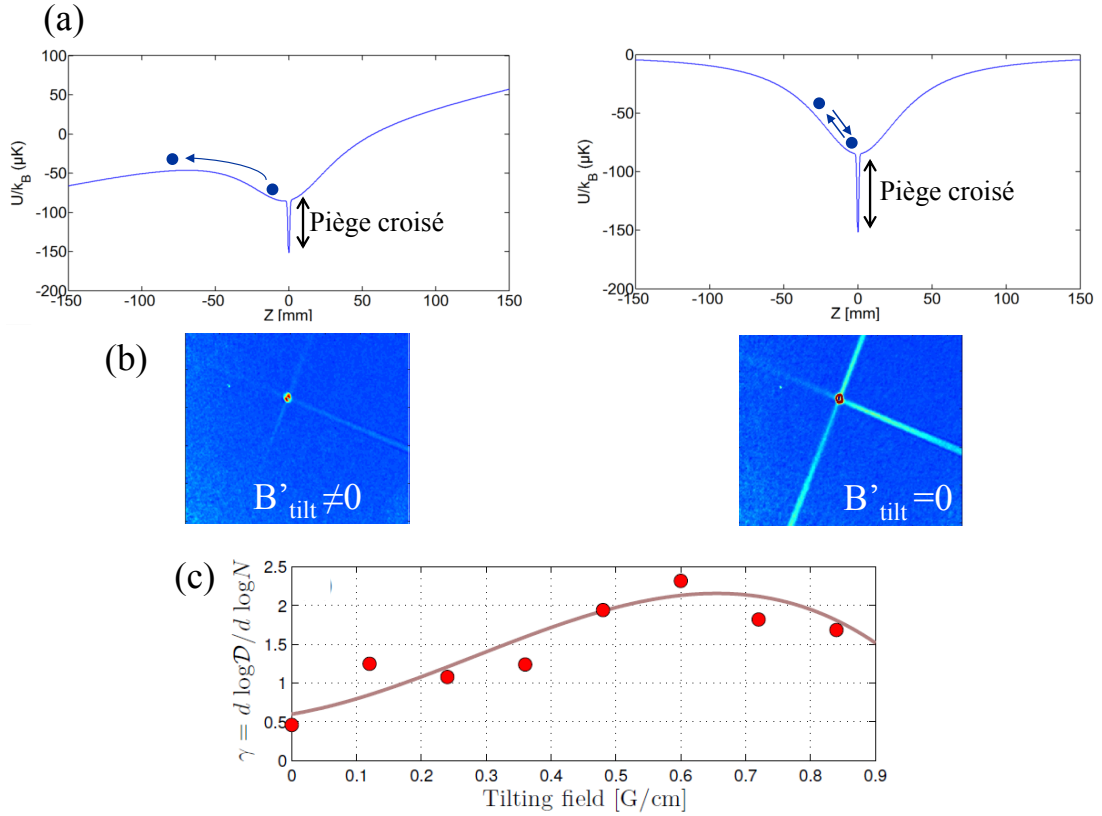 (a)
100
50
0
-50
-100
-150
-200
U/k_B (µK)
Piège croisé
-150 -100 -50 0 50 100 150
Z [mm]
0
-50
-100
-150
-200
U/k_B (µK)
Piège croisé
-150 -100 -50 0 50 100 150
Z [mm]
(b)
B'tilt ≠0
B'tilt =0
(c)
2.5
2
1.5
1
0.5
0
γ = d log𝒟/d logN
)
0 0.1 0.2 0.3 0.4 0.5 0.6 0.7 0.8 0.9
Tilting field [G/cm]